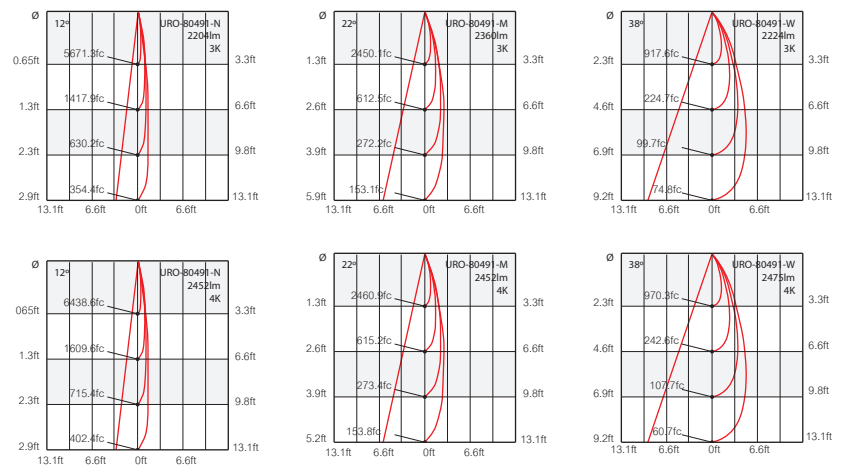 Ø
12º
URO-80491-N
2204lm
3K
5671.3fc
0.65ft
3.3ft
1417.9fc
1.3ft
6.6ft
630.2fc
2.3ft
9.8ft
354.4fc
2.9ft
13.1ft
13.1ft 6.6ft 0ft 6.6ft
Ø
22º
URO-80491-M
2360lm
3K
2450.1fc
1.3ft
3.3ft
612.5fc
2.6ft
6.6ft
272.2fc
3.9ft
9.8ft
153.1fc
5.9ft
13.1ft
13.1ft 6.6ft 0ft 6.6ft
Ø
38º
URO-80491-W
2224lm
3K
917.6fc
2.3ft
3.3ft
224.7fc
4.6ft
6.6ft
99.7fc
6.9ft
9.8ft
74.8fc
9.2ft
13.1ft
13.1ft 6.6ft 0ft 6.6ft
Ø
12º
URO-80491-N
2452lm
4K
6438.6fc
065ft
3.3ft
1609.6fc
1.3ft
6.6ft
715.4fc
2.3ft
9.8ft
402.4fc
2.9ft
13.1ft
13.1ft 6.6ft 0ft 6.6ft
Ø
22º
URO-80491-M
2452lm
4K
2460.9fc
1.3ft
3.3ft
615.2fc
2.6ft
6.6ft
273.4fc
3.9ft
9.8ft
153.8fc
5.2ft
13.1ft
13.1ft 6.6ft 0ft 6.6ft
Ø
38º
URO-80491-W
2475lm
4K
970.3fc
2.3ft
3.3ft
242.6fc
4.6ft
6.6ft
107.7fc
6.9ft
9.8ft
60.7fc
9.2ft
13.1ft
13.1ft 6.6ft 0ft 6.6ft